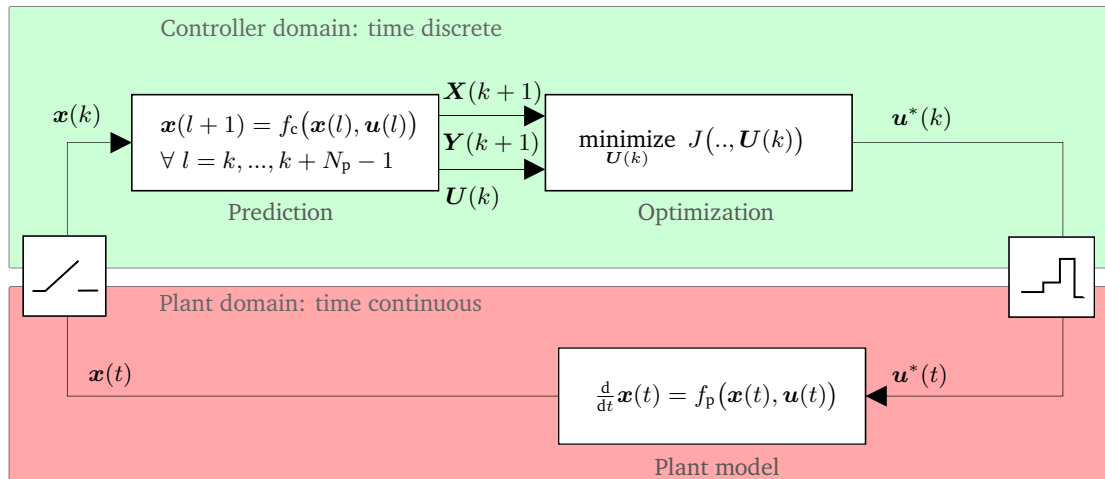 Controller domain: time discrete
x(k)
x(l + 1) = f_c(x(l), u(l))
∀ l = k, ..., k + N_p − 1
Prediction
X(k + 1)
Y(k + 1)
U(k)
minimize J(.., U(k))
U(k)
Optimization
u*(k)
Plant domain: time continuous
x(t)
d/dt x(t) = f_p(x(t), u(t))
Plant model
u*(t)